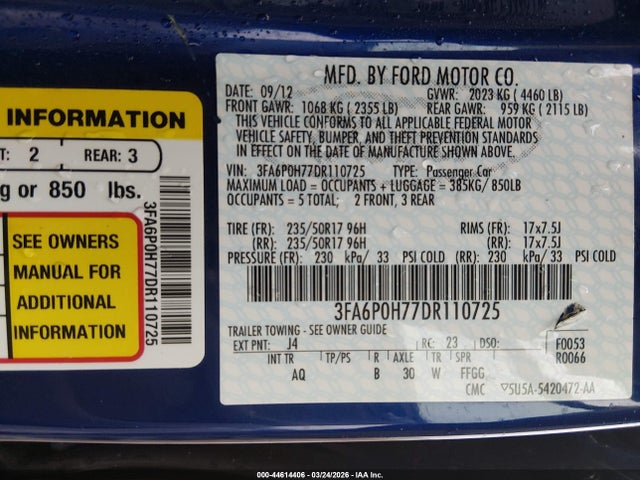 INFORMATION
T: 2 REAR: 3
g or 850 lbs.
SEE OWNERS
MANUAL FOR
ADDITIONAL
INFORMATION
3FA6P0H77DR110725
MFD. BY FORD MOTOR CO.
DATE: 09/12 GVWR: 2023 KG ( 4460 LB)
FRONT GAWR: 1068 KG ( 2355 LB) REAR GAWR: 959 KG ( 2115 LB)
THIS VEHICLE CONFORMS TO ALL APPLICABLE FEDERAL MOTOR
VEHICLE SAFETY, BUMPER, AND THEFT PREVENTION STANDARDS
IN EFFECT ON THE DATE OF MANUFACTURE SHOWN ABOVE.
VIN: 3FA6P0H77DR110725 TYPE: Passenger Car
MAXIMUM LOAD = OCCUPANTS + LUGGAGE = 385KG/ 850LB
OCCUPANTS = 5 TOTAL; 2 FRONT, 3 REAR
TIRE (FR): 235/50R17 96H RIMS (FR): 17x7.5J
(RR): 235/50R17 96H (RR): 17x7.5J
PRESSURE (FR): 230 kPa/ 33 PSI COLD (RR): 230 kPa/ 33 PSI COLD
3FA6P0H77DR110725
TRAILER TOWING - SEE OWNER GUIDE
EXT PNT: J4 RC: 23 DSO: F0053
INT TR TP/PS R AXLE TR SPR R0066
AQ B 30 W FFGG
CMC 5U5A-5420472-AA
000-44614406 - 03/24/2026 - IAA Inc.